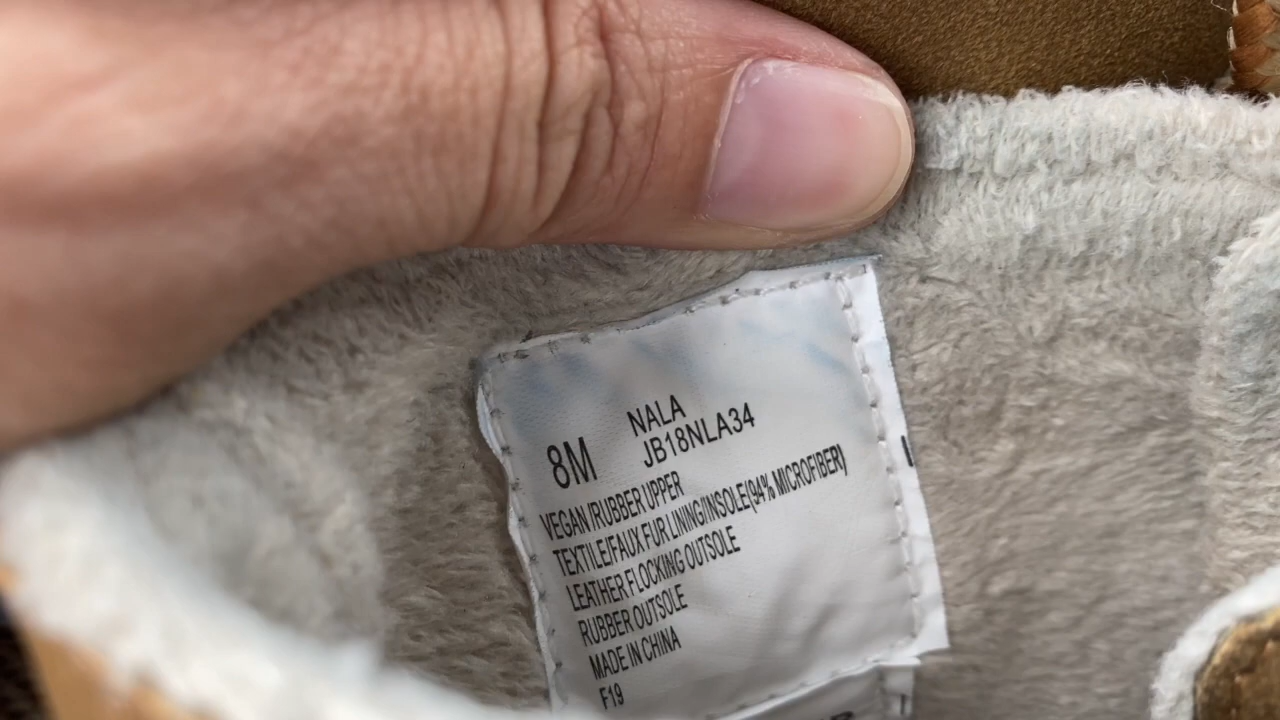 NALA
8M JB18NLA34
VEGAN/RUBBER UPPER
TEXTILE/FAUX FUR LINING/INSOLE(94% MICROFIBER)
LEATHER FLOCKING OUTSOLE
RUBBER OUTSOLE
MADE IN CHINA
F19